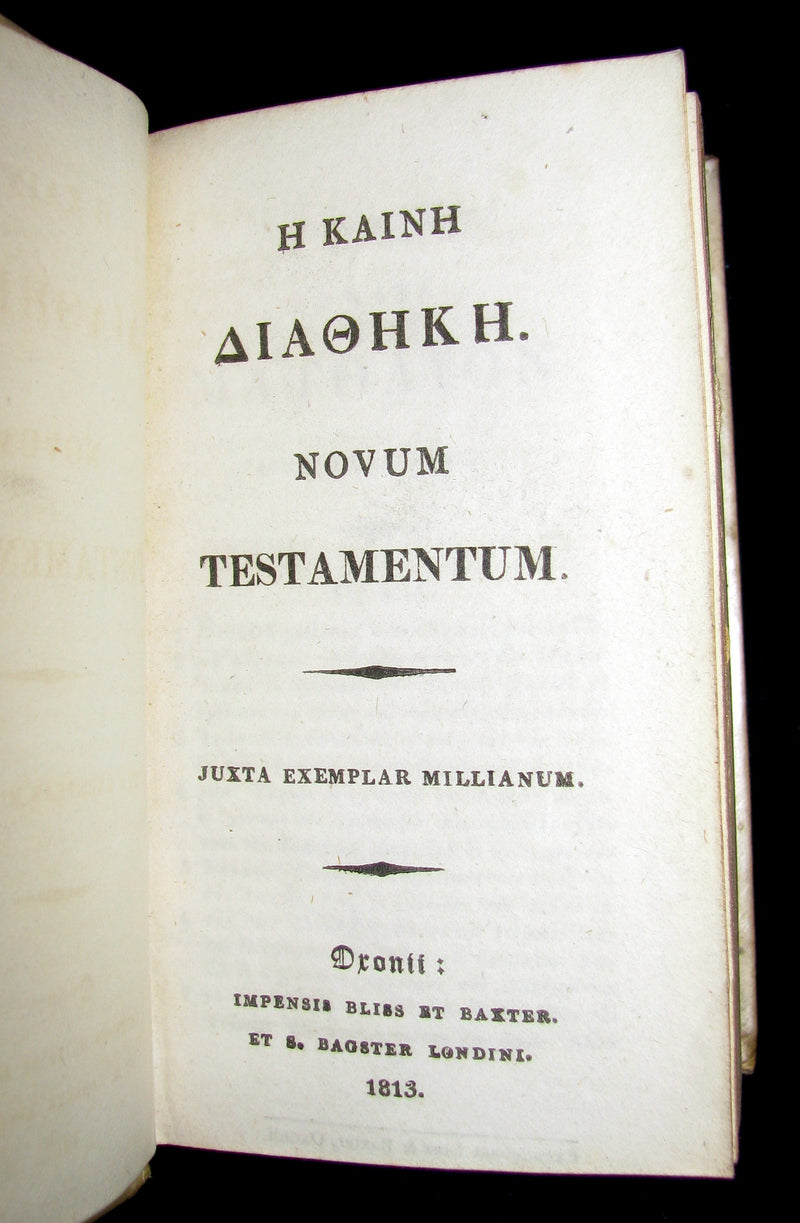 Η ΚΑΙΝΗ
ΔΙΑΘΗΚΗ.
NOVUM
TESTAMENTUM.
JUXTA EXEMPLAR MILLIANUM.
Oxonii:
IMPENSIS BLISS ET BAXTER.
ET S. BAGSTER LONDINI.
1813.